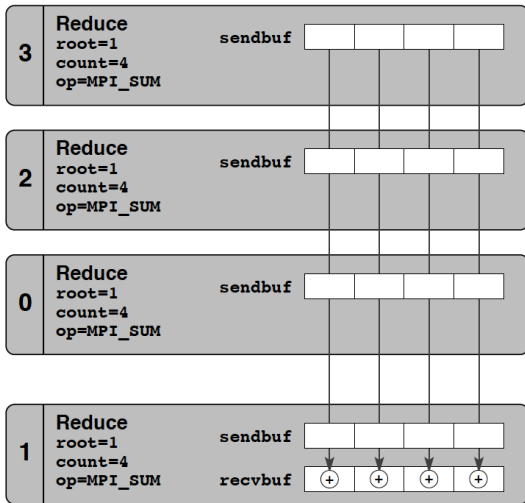 3
Reduce
root=1
count=4
op=MPI_SUM
sendbuf
2
Reduce
root=1
count=4
op=MPI_SUM
sendbuf
0
Reduce
root=1
count=4
op=MPI_SUM
sendbuf
1
Reduce
root=1
count=4
op=MPI_SUM
sendbuf
recvbuf + + + +